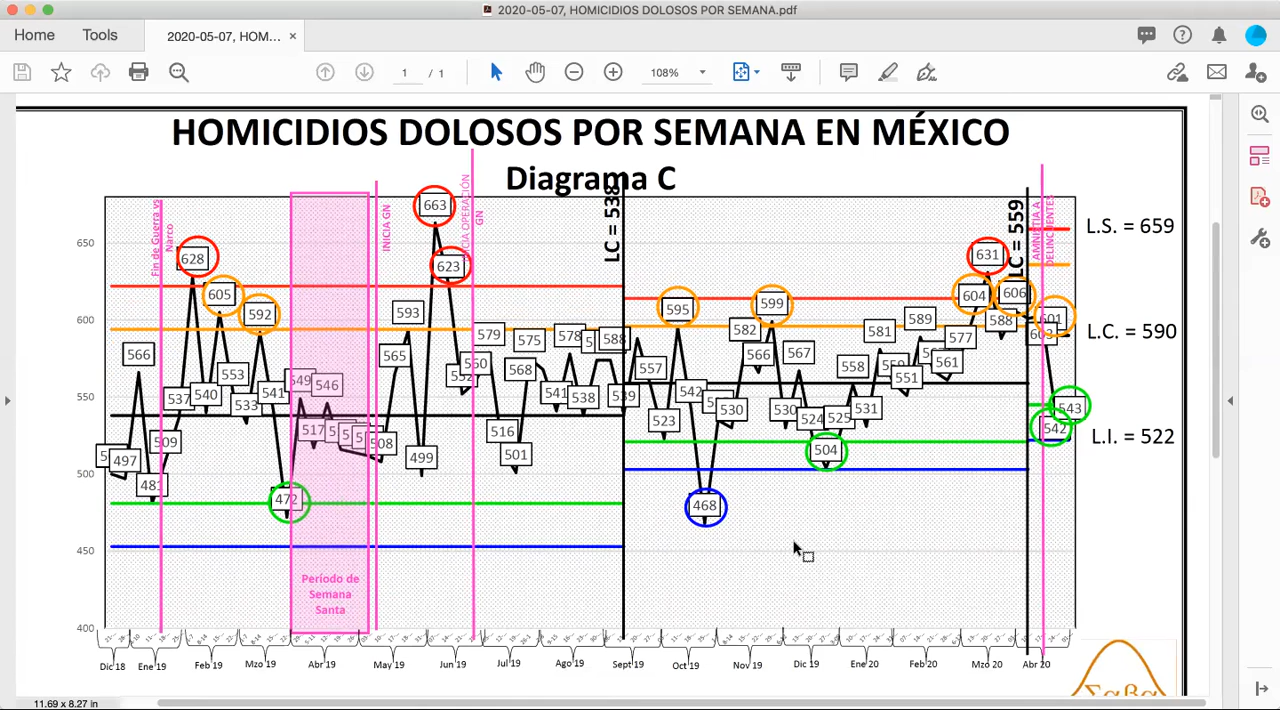 2020-05-07, HOMICIDIOS DOLOSOS POR SEMANA.pdf
Home
Tools
2020-05-07, HOM...
1 / 1
108%
HOMICIDIOS DOLOSOS POR SEMANA EN MÉXICO
Diagrama C
Fin de Guerra vs
Narco
INICIA GN
INICIA OPERACIÓN
GN
LC = 538
LC = 559
AMNISTIA A
DELINCUENTES
L.S. = 659
L.C. = 590
L.I. = 522
650
600
550
500
450
400
497
566
481
509
537
628
540
605
553
533
592
541
472
517
546
508
565
593
499
663
623
552
560
579
516
501
568
575
541
578
538
588
539
557
523
595
542
468
530
582
566
599
530
567
524
504
525
558
531
581
551
589
561
577
604
631
588
606
601
542
543
Período de
Semana
Santa
Dic 18
Ene 19
Feb 19
Mzo 19
Abr 19
May 19
Jun 19
Jul 19
Ago 19
Sept 19
Oct 19
Nov 19
Dic 19
Ene 20
Feb 20
Mzo 20
Abr 20
11.69 x 8.27 in